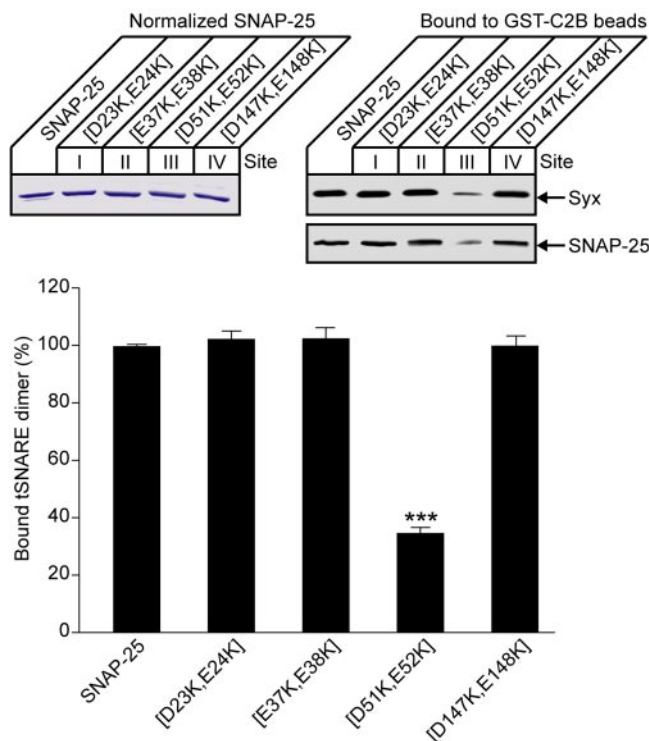 Normalized SNAP-25
SNAP-25
[D23K,E24K]
[E37K,E38K]
[D51K,E52K]
[D147K,E148K]
I II III IV Site
Bound to GST-C2B beads
SNAP-25
[D23K,E24K]
[E37K,E38K]
[D51K,E52K]
[D147K,E148K]
I II III IV Site
Syx
SNAP-25
Bound tSNARE dimer (%)
120
100
80
60
40
20
0
***
SNAP-25
[D23K,E24K]
[E37K,E38K]
[D51K,E52K]
[D147K,E148K]